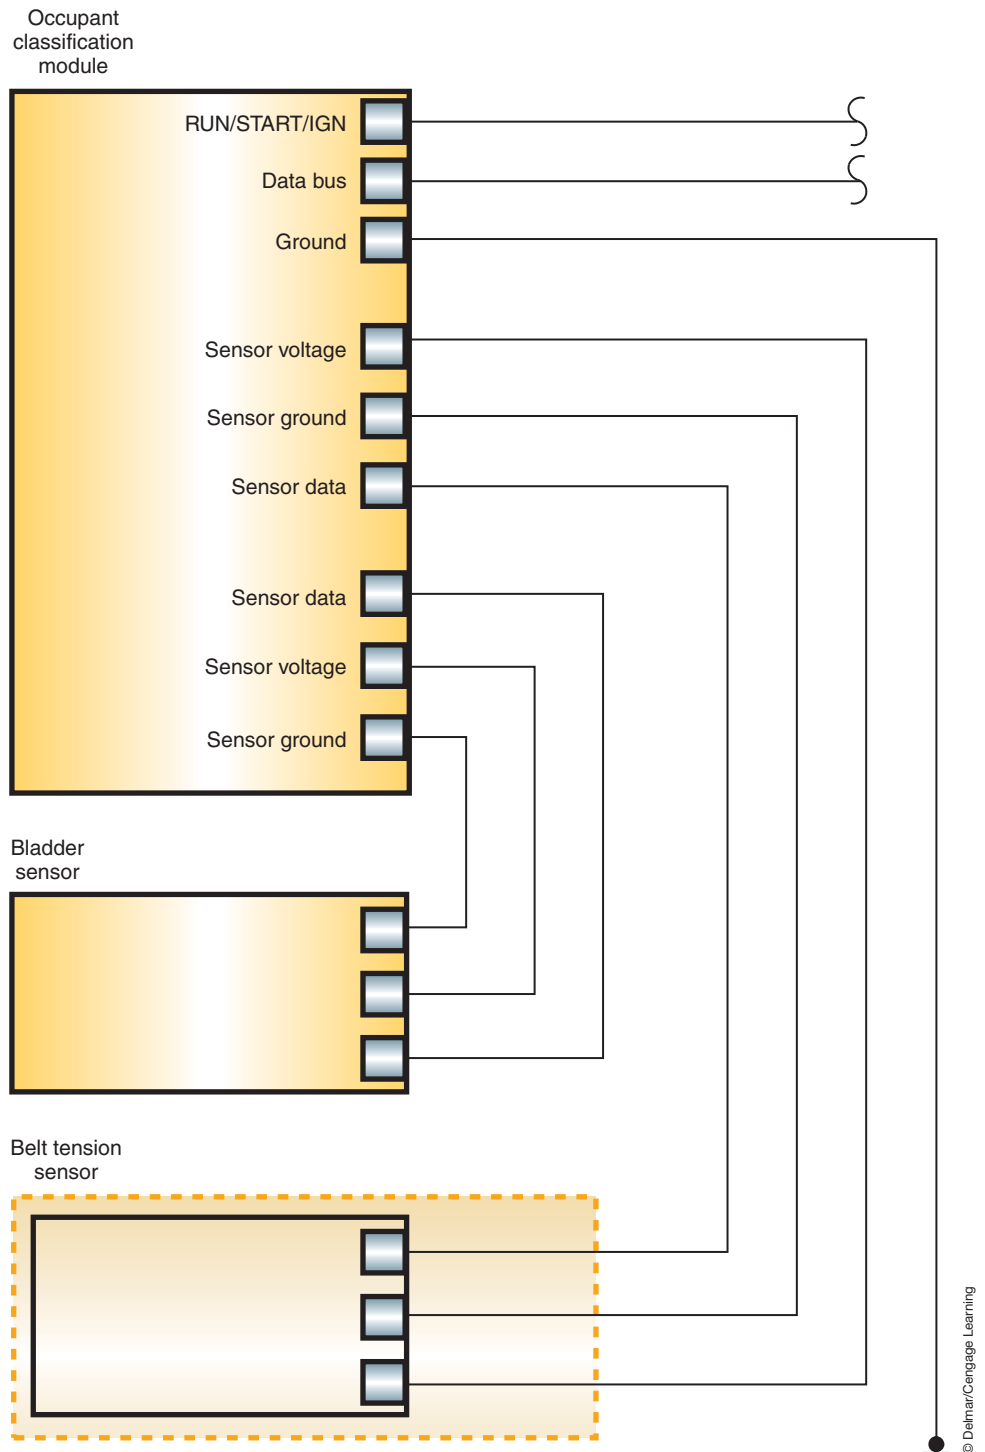 Occupant
classification
module
RUN/START/IGN
Data bus
Ground
Sensor voltage
Sensor ground
Sensor data
Sensor data
Sensor voltage
Sensor ground
Bladder
sensor
Belt tension
sensor
© Delmar/Cengage Learning